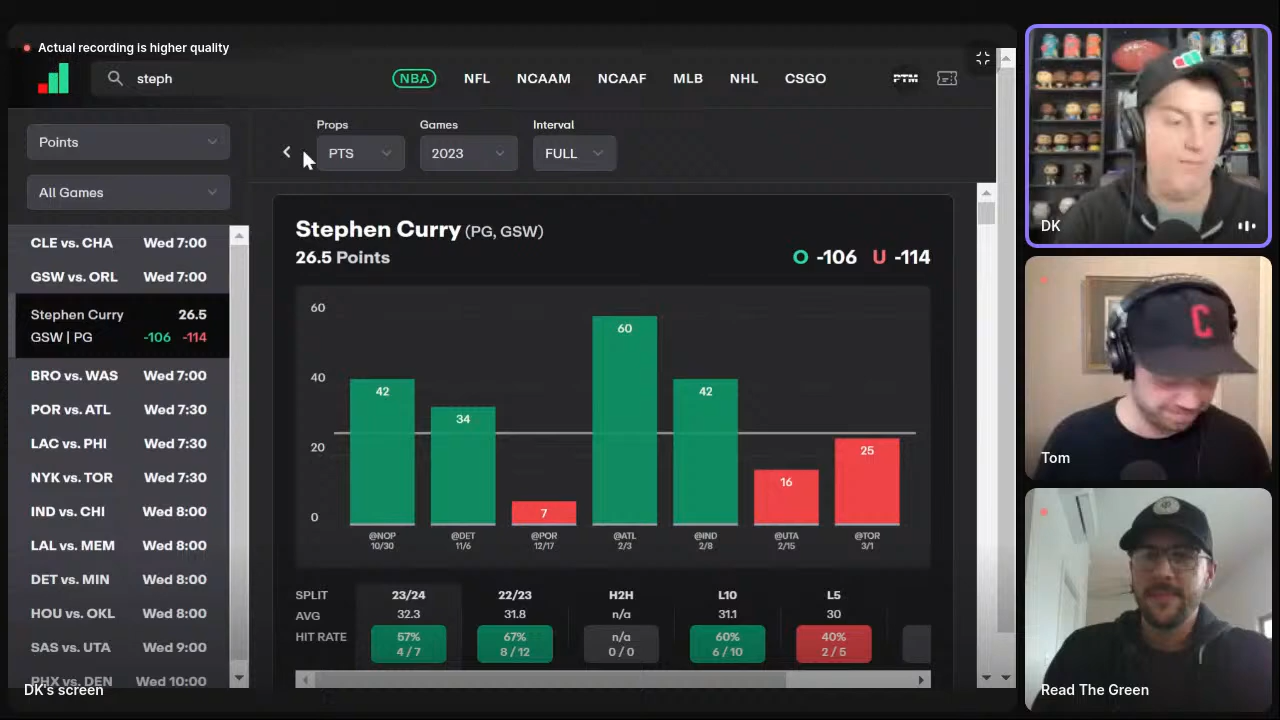 Actual recording is higher quality
steph
NBA NFL NCAAM NCAAF MLB NHL CSGO
Props Games Interval
Points
PTS 2023 FULL
All Games
Stephen Curry (PG, GSW)
26.5 Points O -106 U -114
CLE vs. CHA Wed 7:00
GSW vs. ORL Wed 7:00
Stephen Curry 26.5
GSW | PG -106 -114
BRO vs. WAS Wed 7:00
POR vs. ATL Wed 7:30
LAC vs. PHI Wed 7:30
NYK vs. TOR Wed 7:30
IND vs. CHI Wed 8:00
LAL vs. MEM Wed 8:00
DET vs. MIN Wed 8:00
HOU vs. OKL Wed 8:00
SAS vs. UTA Wed 9:00
PHX vs. DEN Wed 10:00
60
40
20
0
42 34 7 60 42 16 25
@NOP @DET @POR @ATL @IND @UTA @TOR
10/30 11/6 12/17 2/3 2/8 2/15 3/1
SPLIT 23/24 22/23 H2H L10 L5
AVG 32.3 31.8 n/a 31.1 30
HIT RATE 57% 67% n/a 60% 40%
4 / 7 8 / 12 0 / 0 6 / 10 2 / 5
DK's screen
DK
C
Tom
Read The Green